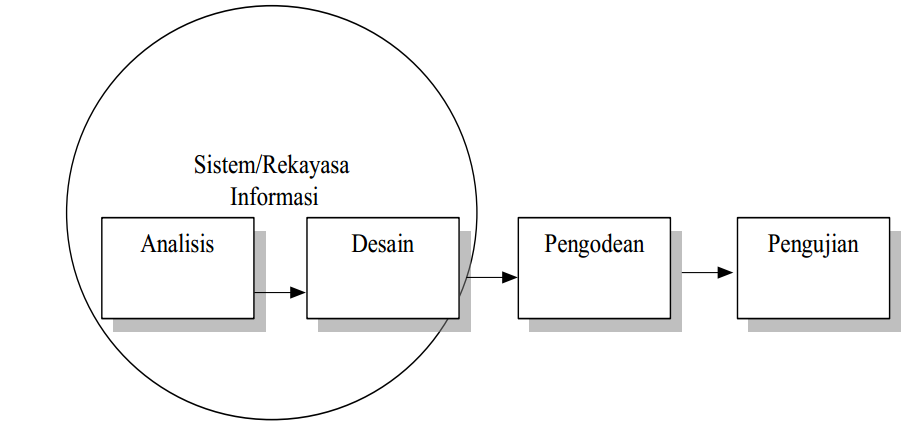 Sistem/Rekayasa
Informasi
Analisis
Desain
Pengodean
Pengujian